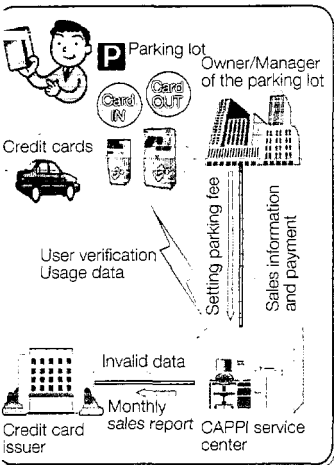 P Parking lot
Owner/Manager
of the parking lot
Card
IN
Card
OUT
Credit cards
Setting parking fee
Sales information
and payment
User verification
Usage data
Invalid data
Monthly
sales report
Credit card
issuer
CAPPI service
center